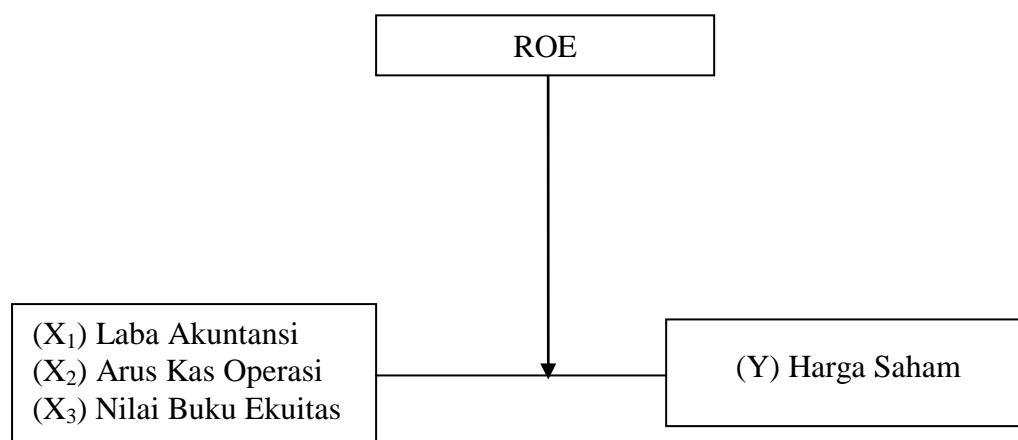 ROE
(X₁) Laba Akuntansi
(X₂) Arus Kas Operasi
(X₃) Nilai Buku Ekuitas
(Y) Harga Saham